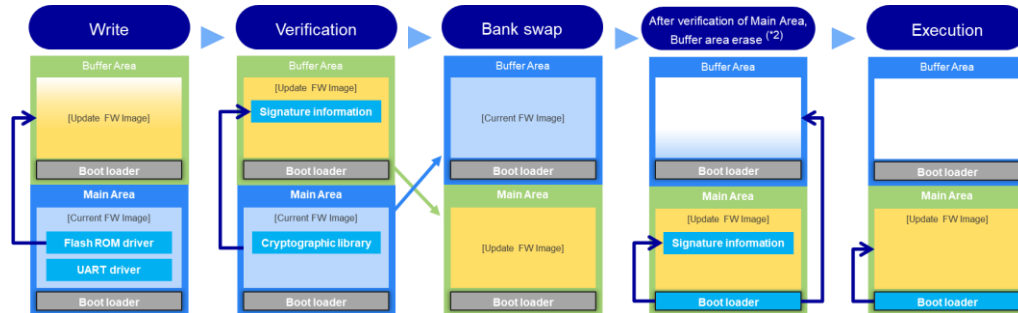 Write
Buffer Area
[Update FW Image]
Boot loader
Main Area
[Current FW Image]
Flash ROM driver
UART driver
Boot loader
Verification
Buffer Area
[Update FW Image]
Signature information
Boot loader
Main Area
[Current FW Image]
Cryptographic library
Boot loader
Bank swap
Buffer Area
[Current FW Image]
Boot loader
Main Area
[Update FW Image]
Boot loader
After verification of Main Area,
Buffer area erase (*2)
Buffer Area
Boot loader
Main Area
[Update FW Image]
Signature information
Boot loader
Execution
Buffer Area
Boot loader
Main Area
[Update FW Image]
Boot loader